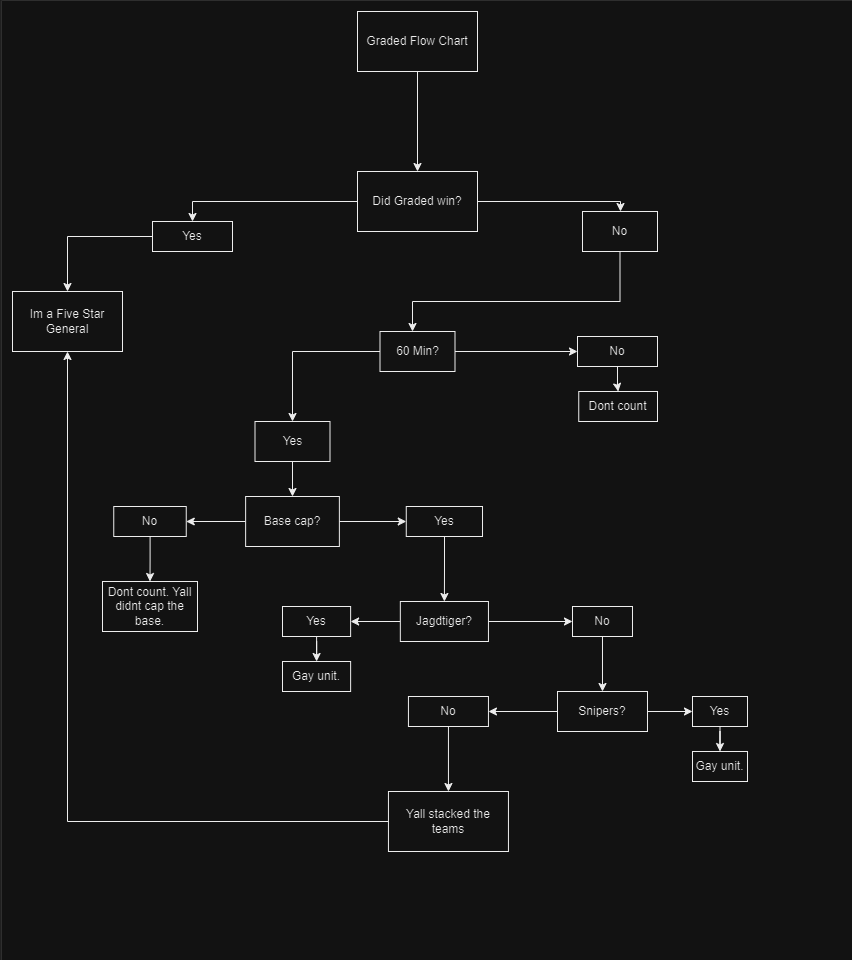 Graded Flow Chart
Did Graded win?
Yes
No
Im a Five Star
General
60 Min?
No
Dont count
Yes
Base cap?
No
Yes
Dont count. Yall
didnt cap the
base.
Jagdtiger?
Yes
No
Gay unit.
Snipers?
No
Yes
Gay unit.
Yall stacked the
teams